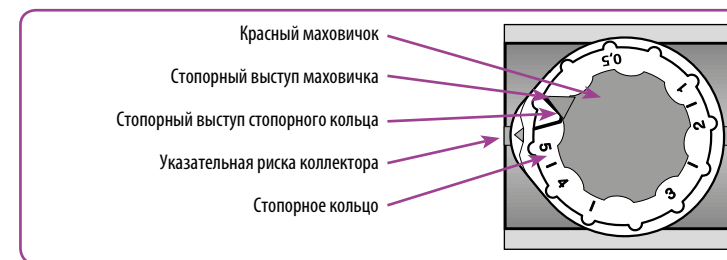 Красный маховичок
Стопорный выступ маховичка
Стопорный выступ стопорного кольца
Указательная риска коллектора
Стопорное кольцо
0,5
1
2
3
4
5